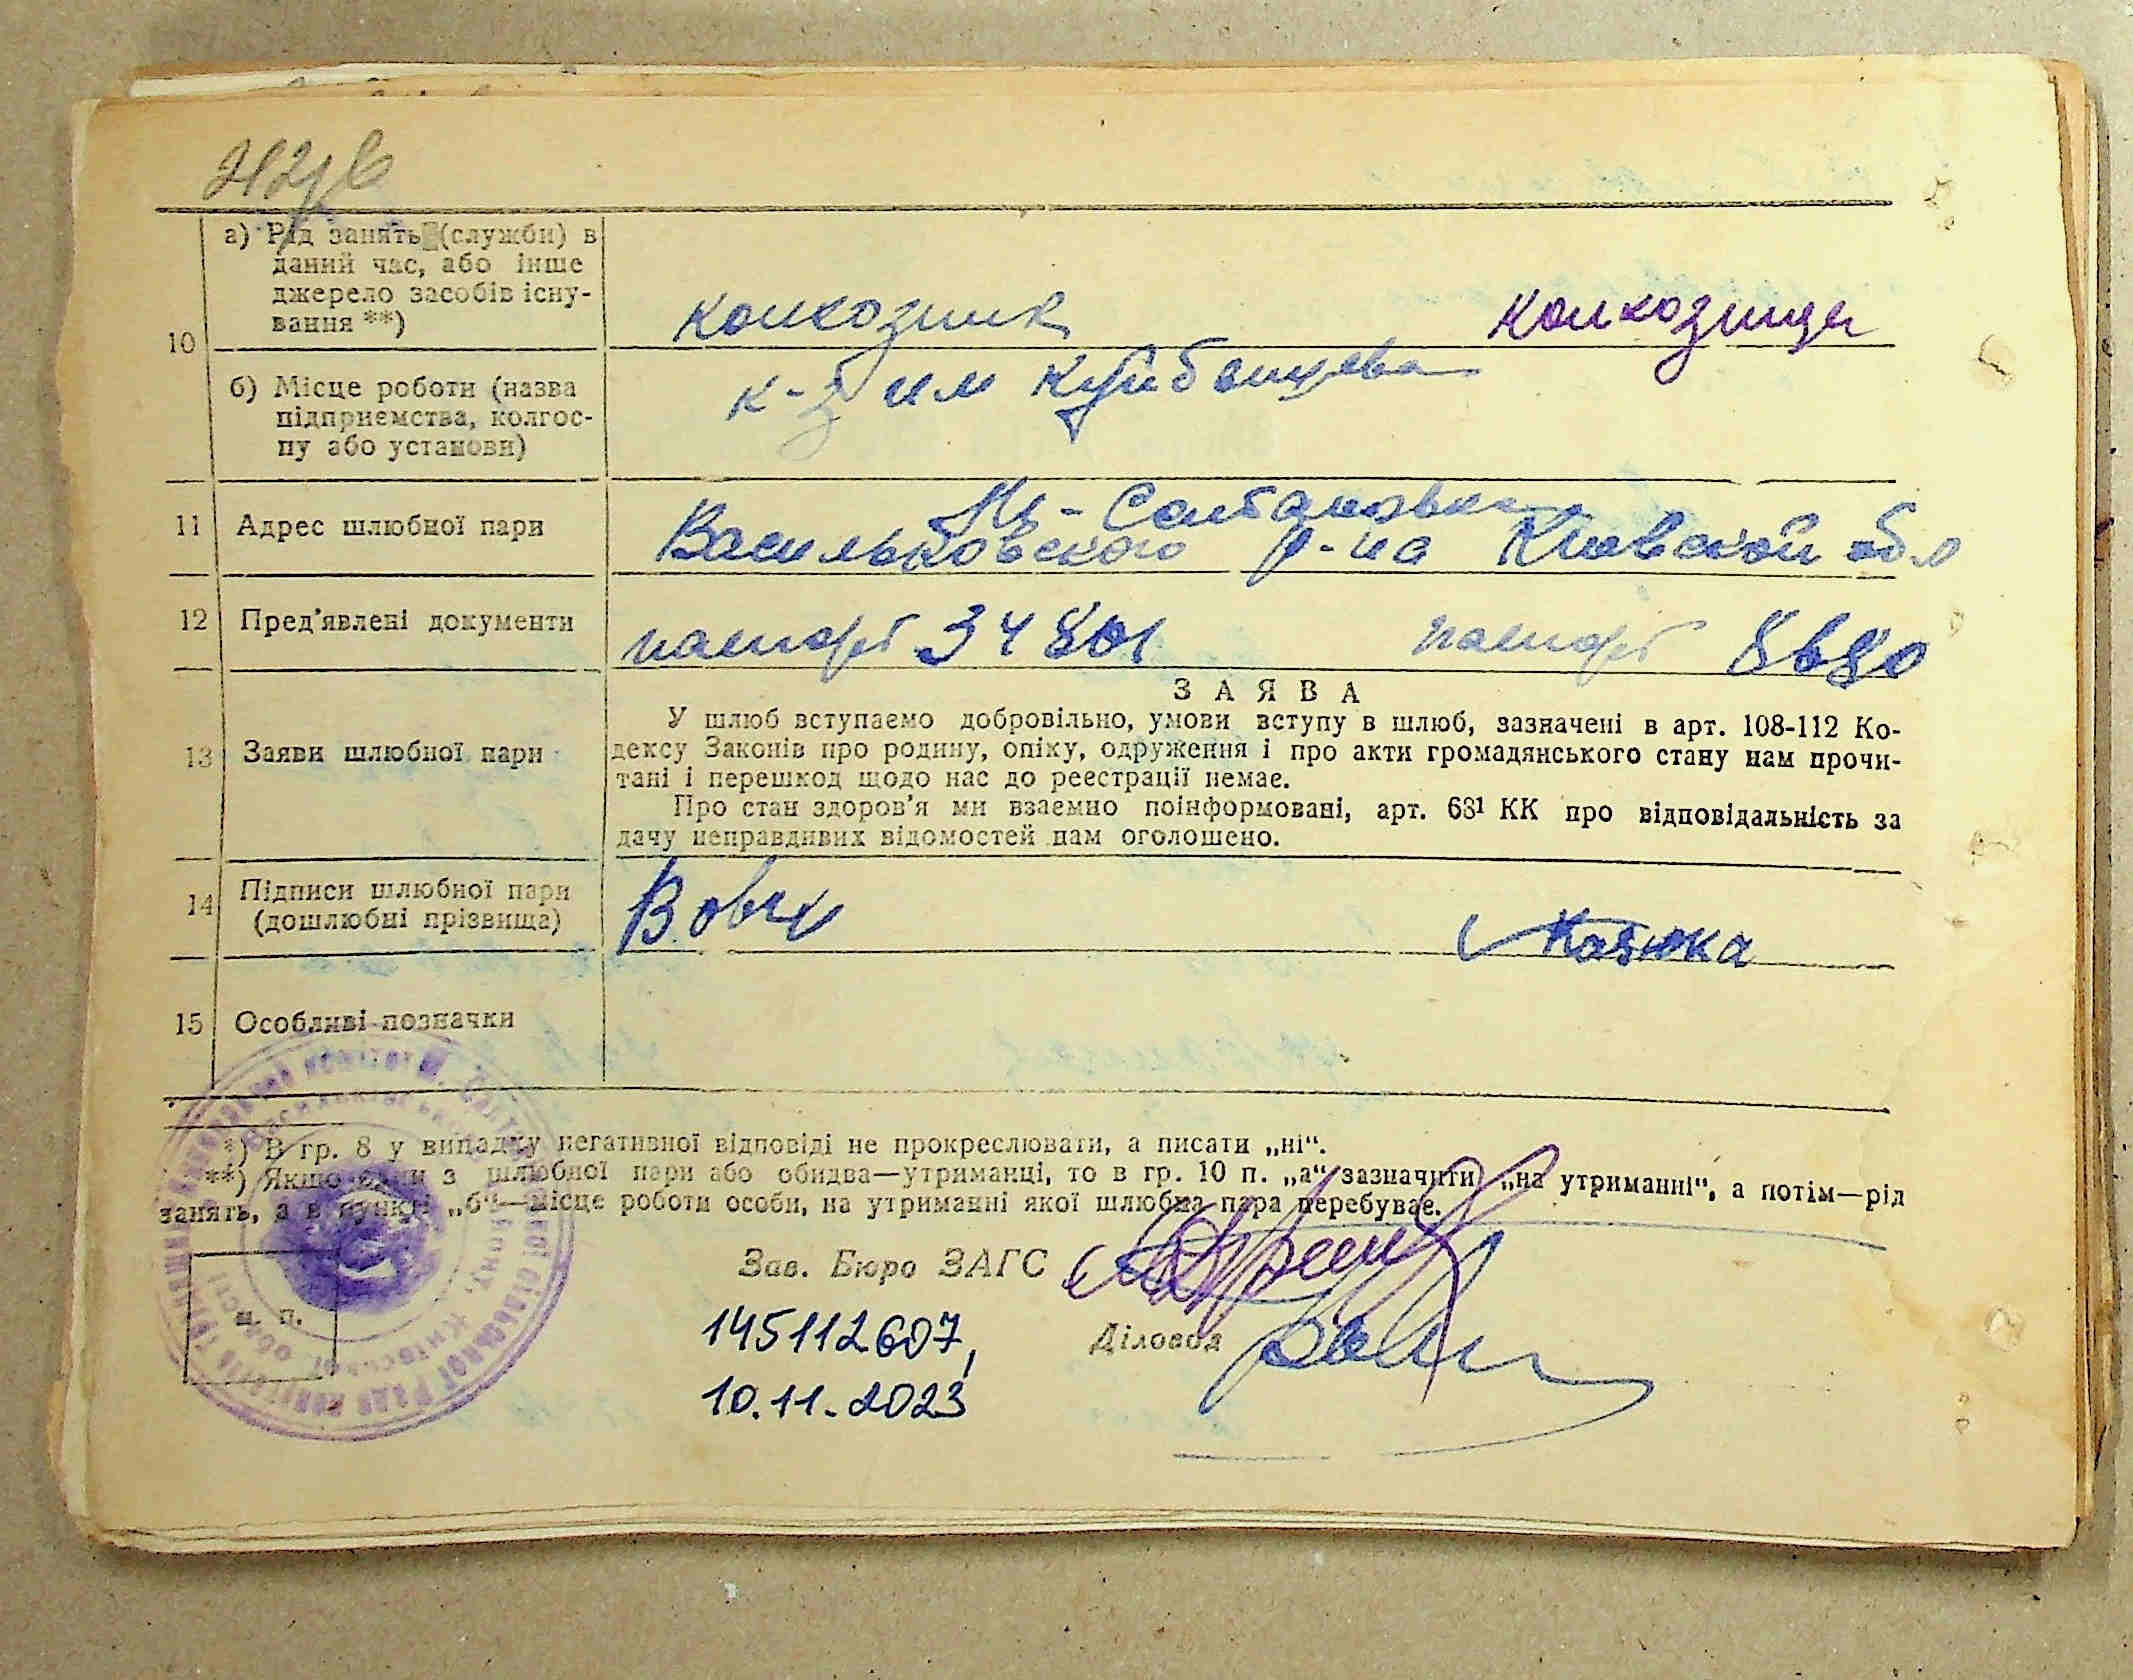 а) Рід занять (служби) в
даний час, або інше
джерело засобів існу-
вання **)
10
колхозник
колхозница
б) Місце роботи (назва
підприємства, колгос-
пу або установи)
к-з им Куйбышева
11
Адрес шлюбної пари
М-Солтановка
Васильковского р-на Киевской обл
12
Пред'явлені документи
паспорт 34801
паспорт 8680
13
Заяви шлюбної пари
ЗАЯВА
У шлюб вступаємо добровільно, умови вступу в шлюб, зазначені в арт. 108-112 Ко-
дексу Законів про родину, опіку, одруження і про акти громадянського стану нам прочи-
тані і перешкод щодо нас до реєстрації немає.
Про стан здоров'я ми взаємно поінформовані, арт. 68¹ КК про відповідальність за
дачу неправдивих відомостей нам оголошено.
14
Підписи шлюбної пари
(дошлюбні прізвища)
Вовч
15
Особливі позначки
*) В гр. 8 у випадку негативної відповіді не прокреслювати, а писати „ні“.
**) Якщо один з шлюбної пари або обидва—утриманці, то в гр. 10 п. „а“ зазначити „на утриманні“, а потім—рід
занять, а в пункті „б“—місце роботи особи, на утриманні якої шлюбна пара перебуває.
Зав. Бюро ЗАГС
м. п.
145112607,
Діловод
10.11.2023